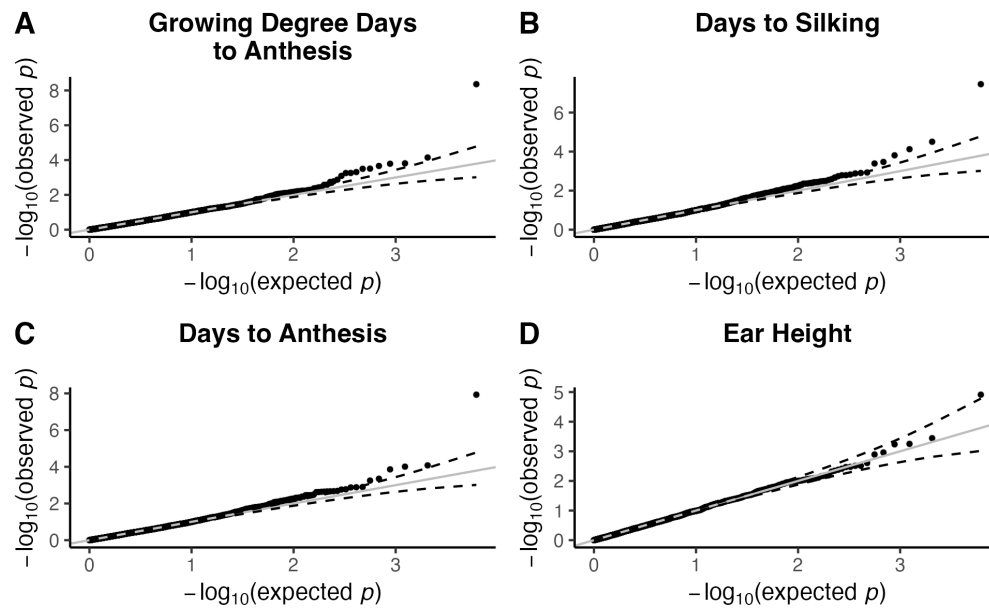 A
Growing Degree Days
to Anthesis
−log10(observed p)
8
6
4
2
0
0 1 2 3
−log10(expected p)
B
Days to Silking
−log10(observed p)
6
4
2
0
0 1 2 3
−log10(expected p)
C
Days to Anthesis
−log10(observed p)
8
6
4
2
0
0 1 2 3
−log10(expected p)
D
Ear Height
−log10(observed p)
5
4
3
2
1
0
0 1 2 3
−log10(expected p)